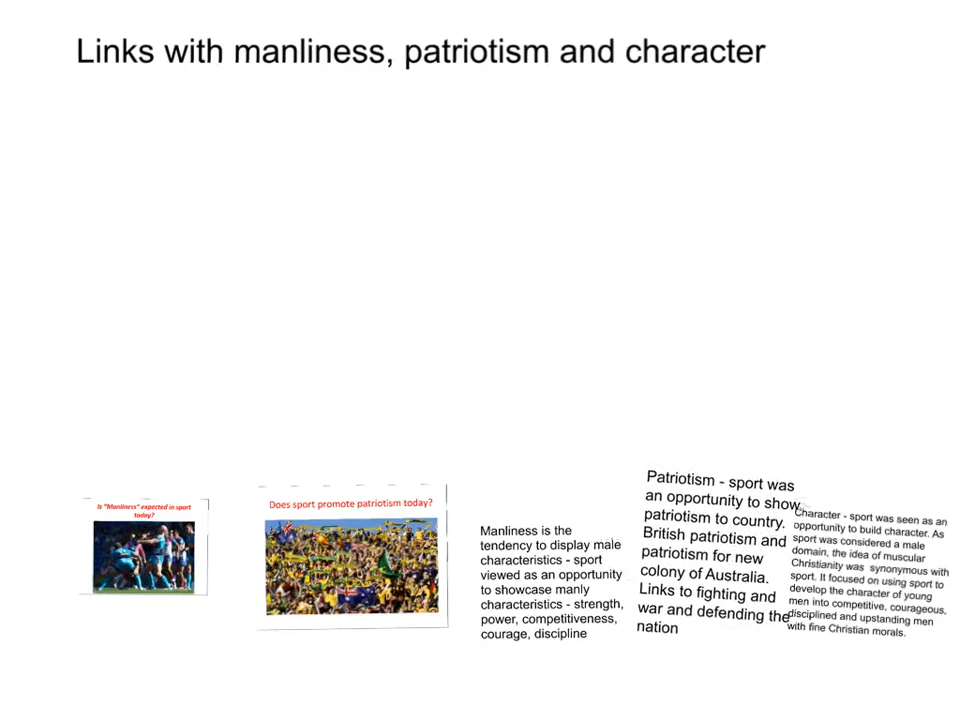 Links with manliness, patriotism and character
Is "Manliness" expected in sport
today?
Does sport promote patriotism today?
Manliness is the
tendency to display male
characteristics - sport
viewed as an opportunity
to showcase manly
characteristics - strength,
power, competitiveness,
courage, discipline
Patriotism - sport was
an opportunity to show
patriotism to country.
British patriotism and
patriotism for new
colony of Australia.
Links to fighting and
war and defending the
nation
Character - sport was seen as an
opportunity to build character. As
sport was considered a male
domain, the idea of muscular
Christianity was synonymous with
sport. It focused on using sport to
develop the character of young
men into competitive, courageous,
disciplined and upstanding men
with fine Christian morals.